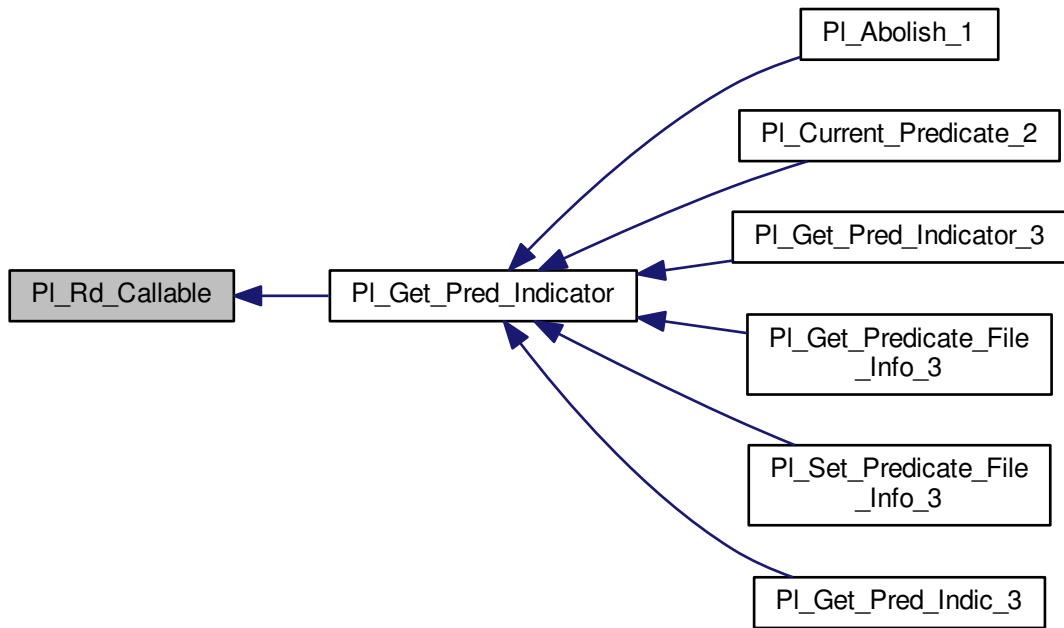 Pl_Abolish_1
Pl_Current_Predicate_2
Pl_Get_Pred_Indicator_3
Pl_Rd_Callable
Pl_Get_Pred_Indicator
Pl_Get_Predicate_File
_Info_3
Pl_Set_Predicate_File
_Info_3
Pl_Get_Pred_Indic_3